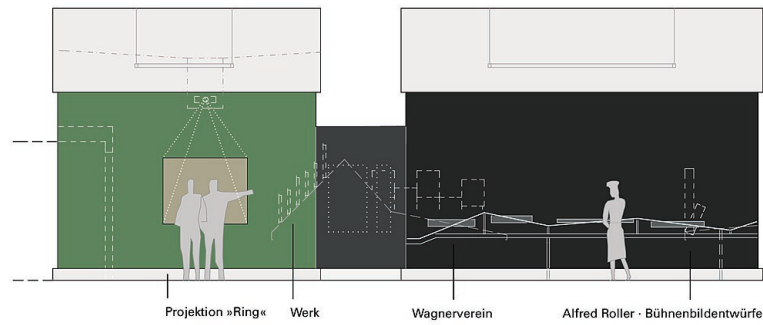 Projektion »Ring«
Werk
Wagnerverein
Alfred Roller · Bühnenbildentwürfe